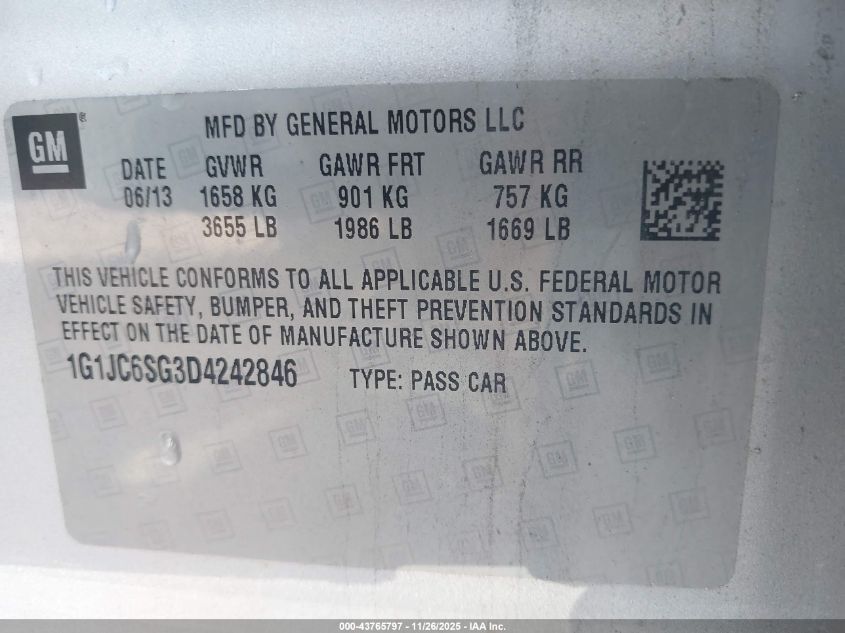 GM®
MFD BY GENERAL MOTORS LLC
DATE GVWR GAWR FRT GAWR RR
06/13 1658 KG 901 KG 757 KG
3655 LB 1986 LB 1669 LB
THIS VEHICLE CONFORMS TO ALL APPLICABLE U.S. FEDERAL MOTOR
VEHICLE SAFETY, BUMPER, AND THEFT PREVENTION STANDARDS IN
EFFECT ON THE DATE OF MANUFACTURE SHOWN ABOVE.
1G1JC6SG3D4242846 TYPE: PASS CAR
000-43765797 - 11/26/2025 - IAA Inc.